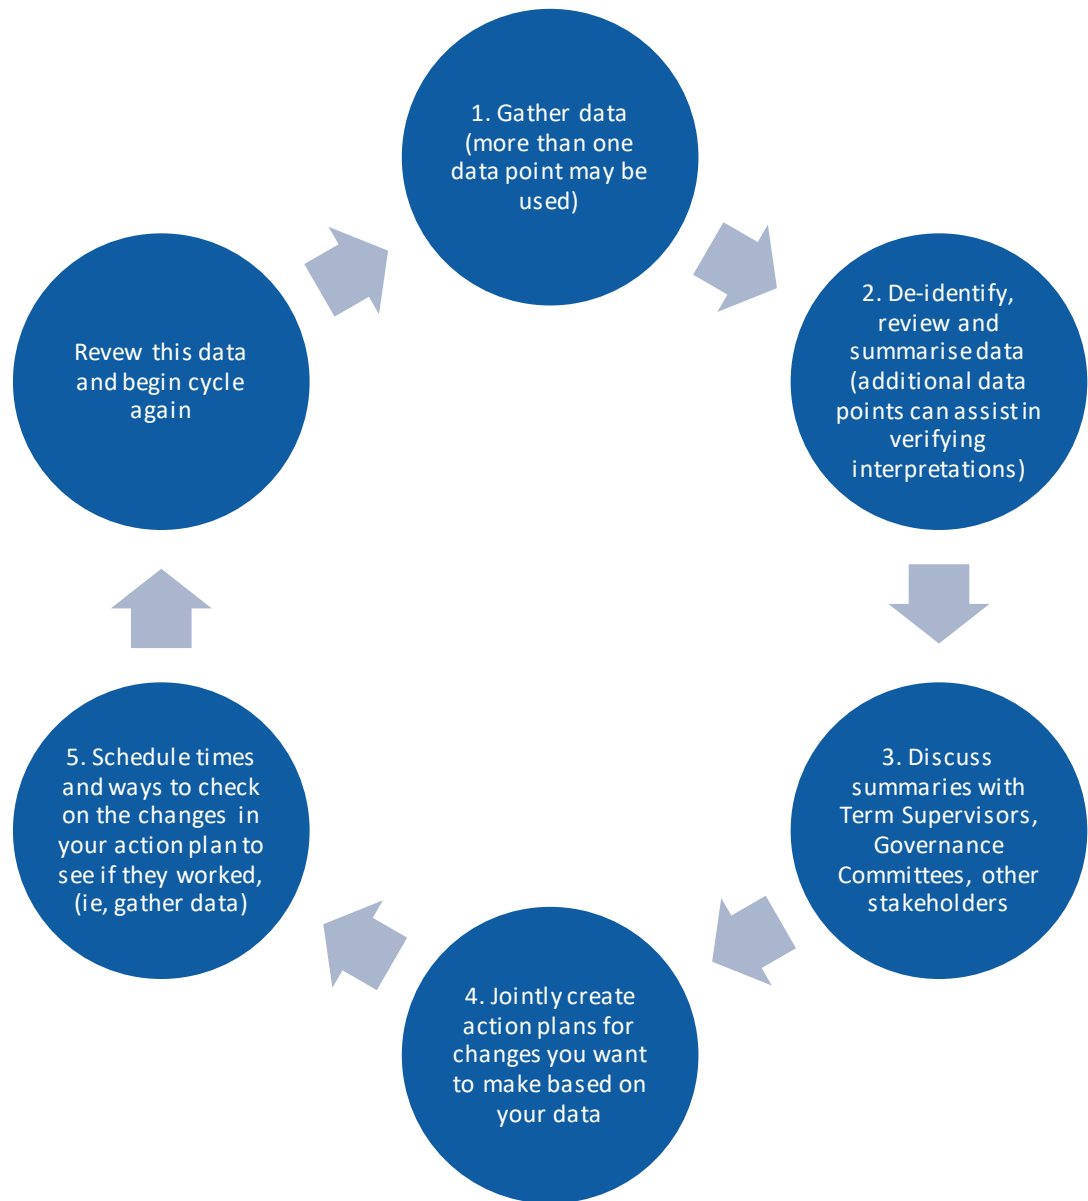 1. Gather data
(more than one
data point may be
used)
2. De-identify,
review and
summarise data
(additional data
points can assist in
verifying
interpretations)
3. Discuss
summaries with
Term Supervisors,
Governance
Committees, other
stakeholders
4. Jointly create
action plans for
changes you want
to make based on
your data
5. Schedule times
and ways to check
on the changes in
your action plan to
see if they worked,
(ie, gather data)
Revew this data
and begin cycle
again